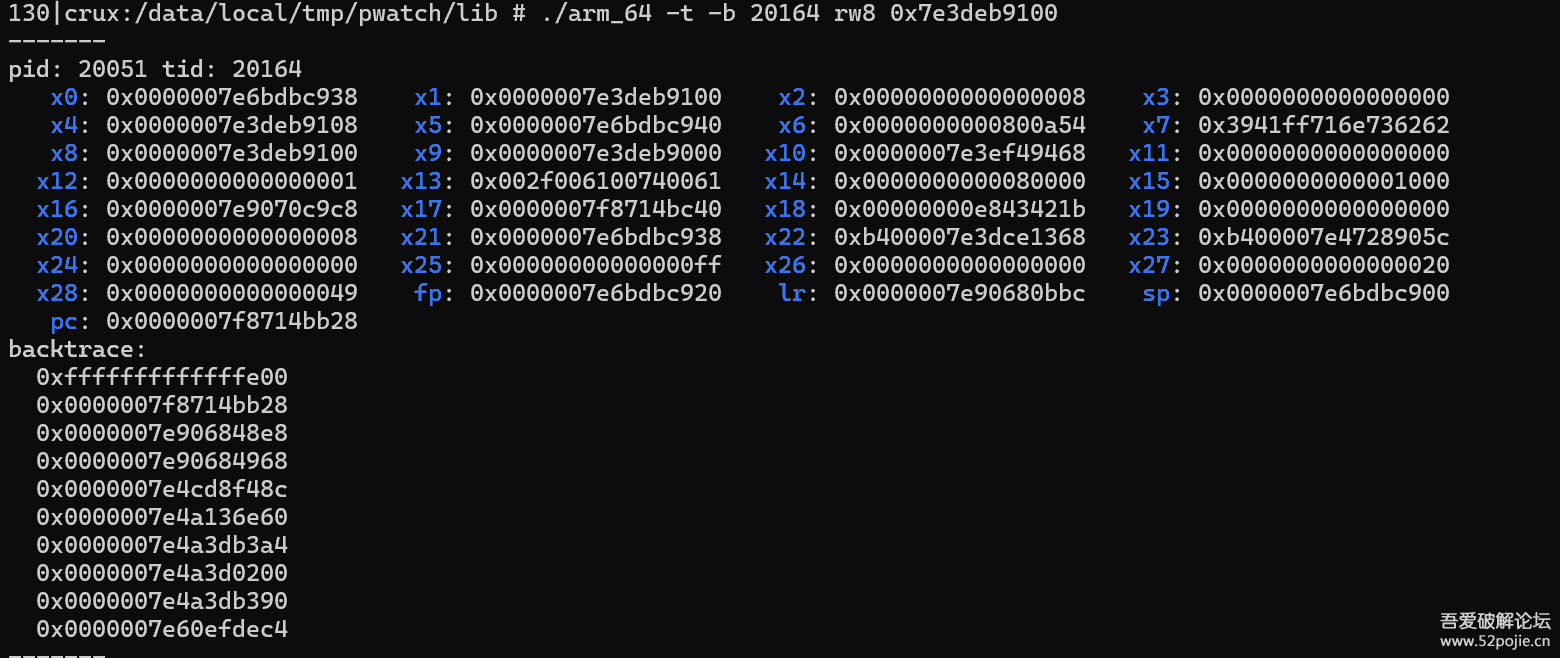 130|crux:/data/local/tmp/pwatch/lib # ./arm_64 -t -b 20164 rw8 0x7e3deb9100
-------
pid: 20051 tid: 20164
x0: 0x0000007e6bdbc938 x1: 0x0000007e3deb9100 x2: 0x0000000000000008 x3: 0x0000000000000000
x4: 0x0000007e3deb9108 x5: 0x0000007e6bdbc940 x6: 0x0000000000800a54 x7: 0x3941ff716e736262
x8: 0x0000007e3deb9100 x9: 0x0000007e3deb9000 x10: 0x0000007e3ef49468 x11: 0x0000000000000000
x12: 0x0000000000000001 x13: 0x002f006100740061 x14: 0x0000000000080000 x15: 0x0000000000001000
x16: 0x0000007e9070c9c8 x17: 0x0000007f8714bc40 x18: 0x00000000e843421b x19: 0x0000000000000000
x20: 0x0000000000000008 x21: 0x0000007e6bdbc938 x22: 0xb400007e3dce1368 x23: 0xb400007e4728905c
x24: 0x0000000000000000 x25: 0x00000000000000ff x26: 0x0000000000000000 x27: 0x0000000000000020
x28: 0x0000000000000049 fp: 0x0000007e6bdbc920 lr: 0x0000007e90680bbc sp: 0x0000007e6bdbc900
pc: 0x0000007f8714bb28
backtrace:
0xfffffffffffffe00
0x0000007f8714bb28
0x0000007e906848e8
0x0000007e90684968
0x0000007e4cd8f48c
0x0000007e4a136e60
0x0000007e4a3db3a4
0x0000007e4a3d0200
0x0000007e4a3db390
0x0000007e60efdec4
-------
吾爱破解论坛
www.52pojie.cn